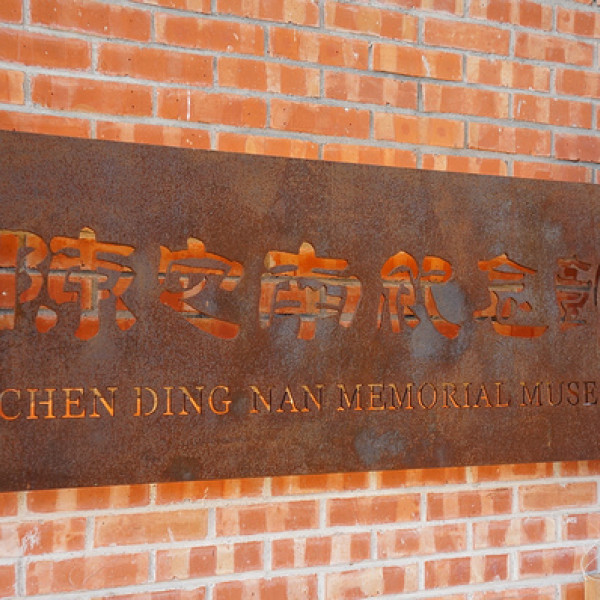 陳定南紀念
CHEN DING NAN MEMORIAL MUSE